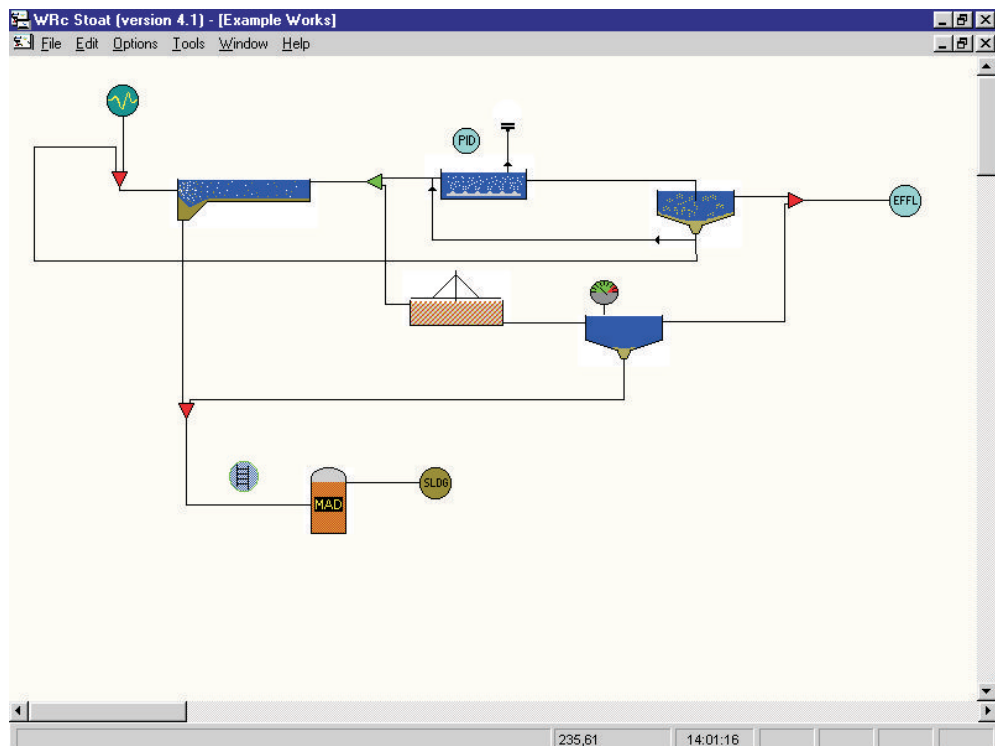 WRc Stoat (version 4.1) - [Example Works]
File Edit Options Tools Window Help
PID
EFFL
MAD
SLDG
235,61 14:01:16